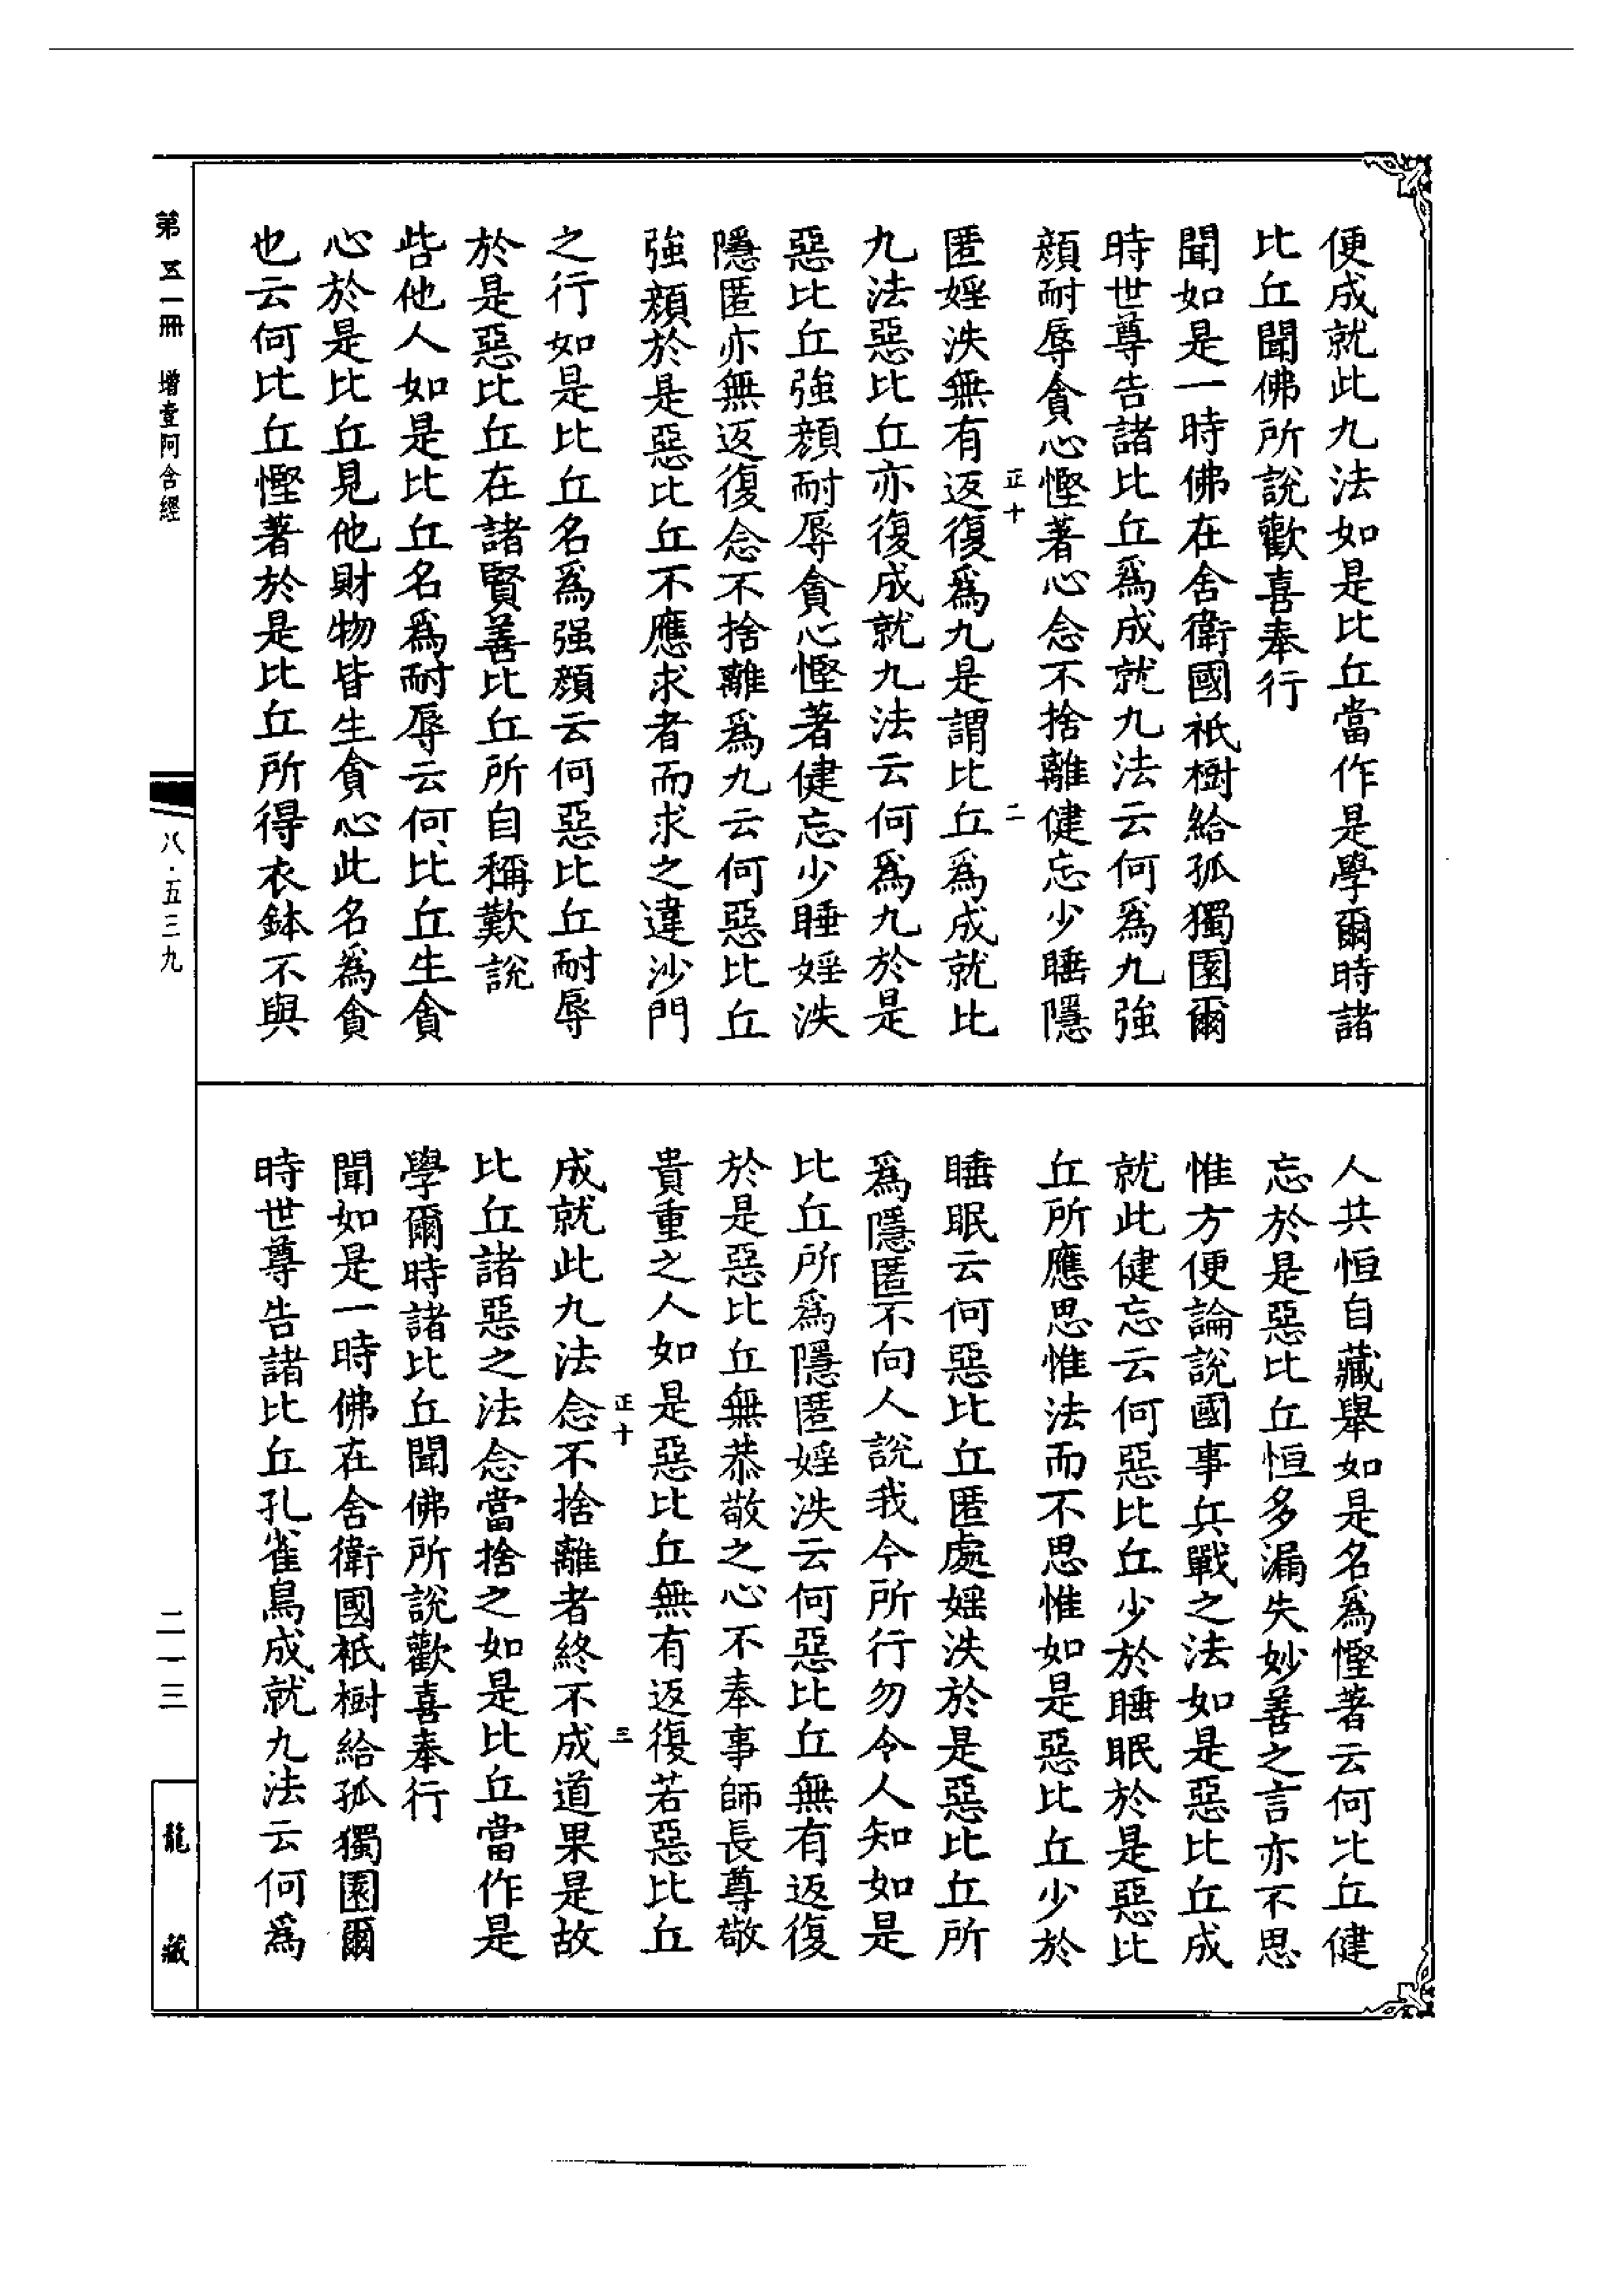 便成就此九法如是比丘當作是學爾時諸
比丘聞佛所說歡喜奉行
聞如是一時佛在舍衛國祇樹給孤獨園爾
時世尊告諸比丘爲成就九法云何爲九強
顏耐辱貪心慳著心念不捨離健忘少睡隱
正十 二
匿婬泆無有返復爲九是謂比丘爲成就比
九法惡比丘亦復成就九法云何爲九於是
惡比丘強顏耐辱貪心慳著健忘少睡婬泆
隱匿亦無返復念不捨離爲九云何惡比丘
強顏於是惡比丘不應求者而求之違沙門
之行如是比丘名爲强顏云何惡比丘耐辱
於是惡比丘在諸賢善比丘所自稱歎說
呰他人如是比丘名爲耐辱云何比丘生貪
心於是比丘見他財物皆生貪心此名爲貪
也云何比丘慳著於是比丘所得衣鉢不與
人共恒自藏舉如是名爲慳著云何比丘健
忘於是惡比丘恒多漏失妙善之言亦不思
惟方便論說國事兵戰之法如是惡比丘成
就此健忘云何惡比丘少於睡眠於是惡比
丘所應思惟法而不思惟如是惡比丘少於
睡眠云何惡比丘匿處婬泆於是惡比丘所
爲隱匿不向人說我今所行勿令人知如是
比丘所爲隱匿婬泆云何惡比丘無有返復
於是惡比丘無恭敬之心不奉事師長尊敬
貴重之人如是惡比丘無有返復若惡比丘
正十 三
成就此九法念不捨離者終不成道果是故
比丘諸惡之法念當捨之如是比丘當作是
學爾時諸比丘聞佛所說歡喜奉行
聞如是一時佛在舍衛國祇樹給孤獨園爾
時世尊告諸比丘孔雀鳥成就九法云何爲
第五一冊 增壹阿含經
八·五三九
二一三
龍藏